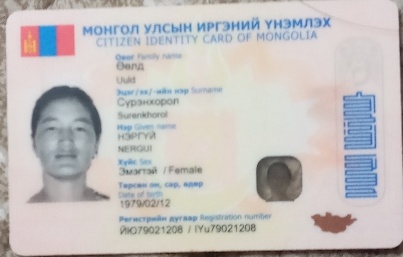 МОНГОЛ УЛСЫН ИРГЭНИЙ ҮНЭМЛЭХ
CITIZEN IDENTITY CARD OF MONGOLIA
Овог Family name
Өөлд
Uuld
Эцэг/эх/-ийн нэр Surname
Сүрэнхорол
Surenkhorol
Нэр Given name
НЭРГҮЙ
NERGUI
Хүйс Sex
Эмэгтэй / Female
Төрсөн он, сар, өдөр
Date of birth
1979/02/12
Регистрийн дугаар Registration number
ЙЮ79021208 / IYu79021208